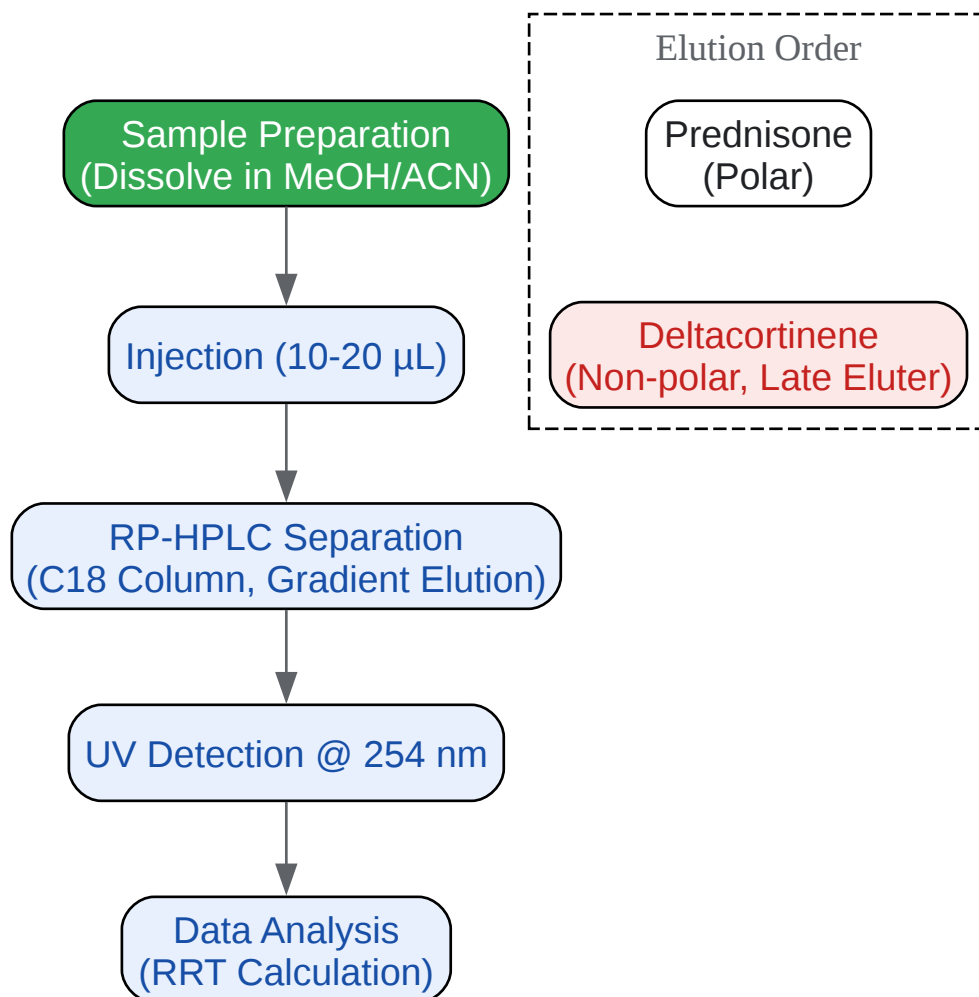 Sample Preparation
(Dissolve in MeOH/ACN)
Injection (10-20 µL)
RP-HPLC Separation
(C18 Column, Gradient Elution)
UV Detection @ 254 nm
Data Analysis
(RRT Calculation)
Elution Order
Prednisone
(Polar)
Deltacortinene
(Non-polar, Late Eluter)